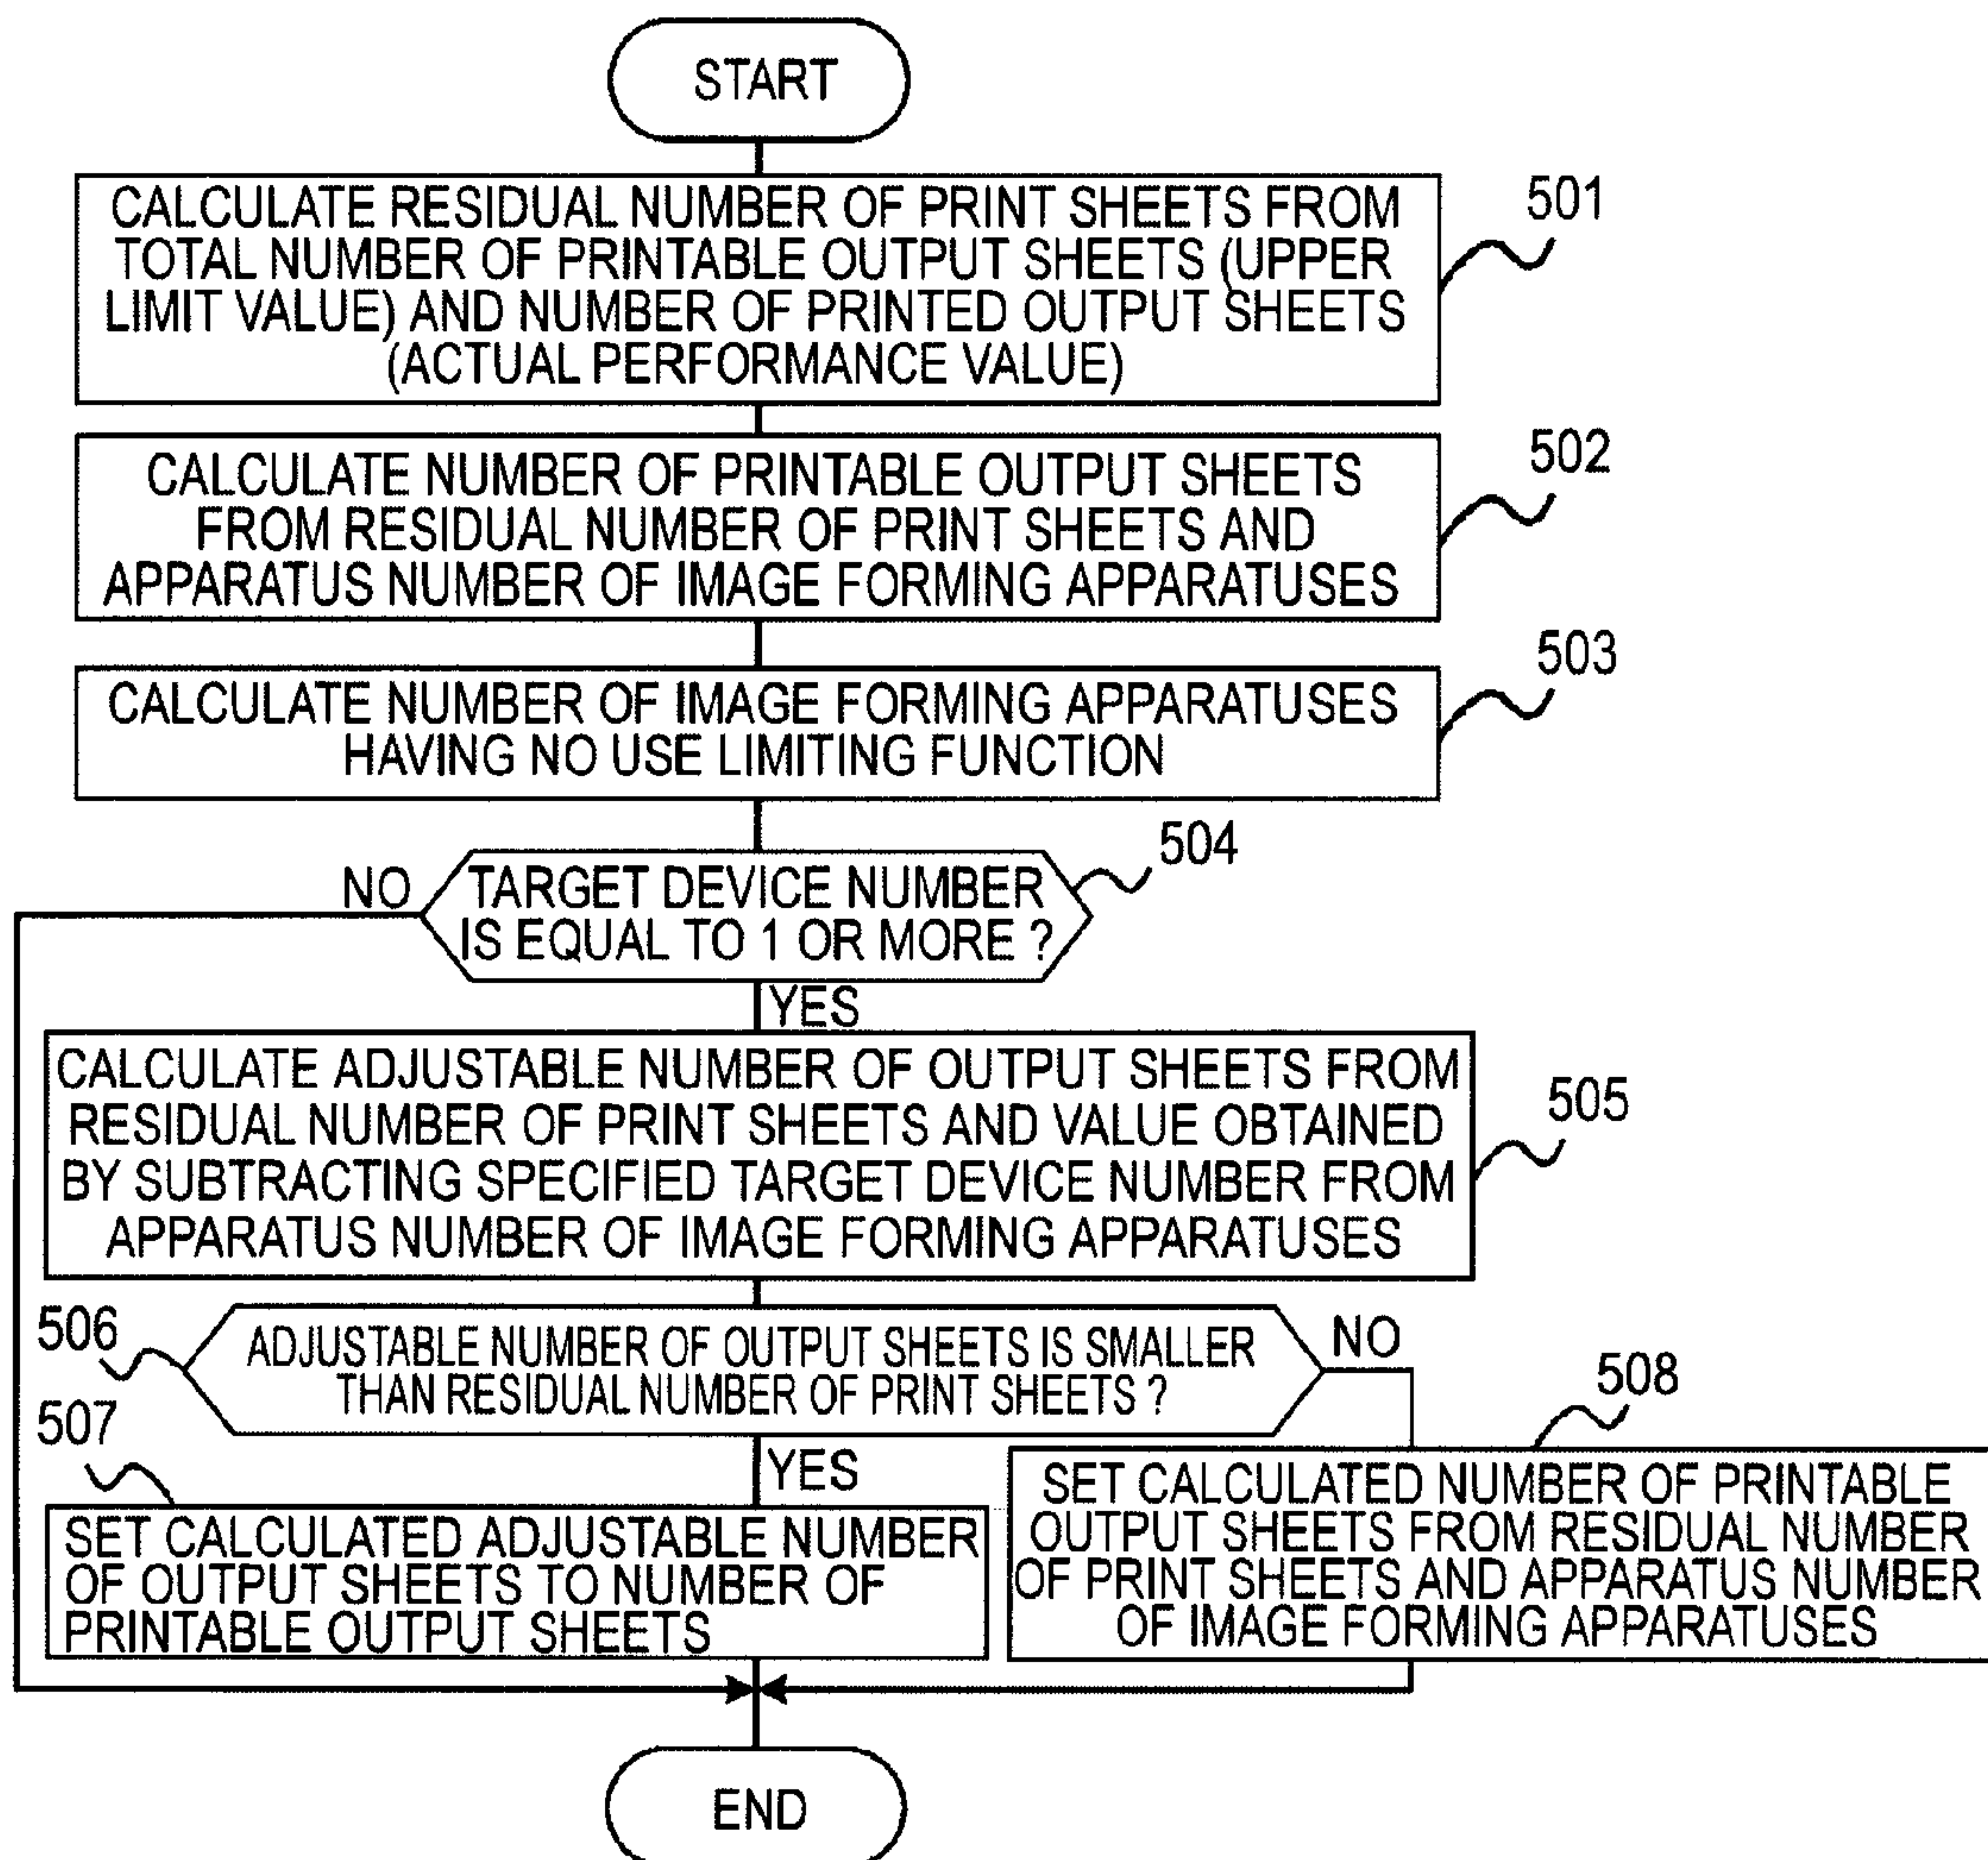 START
CALCULATE RESIDUAL NUMBER OF PRINT SHEETS FROM
TOTAL NUMBER OF PRINTABLE OUTPUT SHEETS (UPPER
LIMIT VALUE) AND NUMBER OF PRINTED OUTPUT SHEETS
(ACTUAL PERFORMANCE VALUE)
501
CALCULATE NUMBER OF PRINTABLE OUTPUT SHEETS
FROM RESIDUAL NUMBER OF PRINT SHEETS AND
APPARATUS NUMBER OF IMAGE FORMING APPARATUSES
502
CALCULATE NUMBER OF IMAGE FORMING APPARATUSES
HAVING NO USE LIMITING FUNCTION
503
NO
TARGET DEVICE NUMBER
IS EQUAL TO 1 OR MORE ?
504
YES
CALCULATE ADJUSTABLE NUMBER OF OUTPUT SHEETS FROM
RESIDUAL NUMBER OF PRINT SHEETS AND VALUE OBTAINED
BY SUBTRACTING SPECIFIED TARGET DEVICE NUMBER FROM
APPARATUS NUMBER OF IMAGE FORMING APPARATUSES
505
506
ADJUSTABLE NUMBER OF OUTPUT SHEETS IS SMALLER
THAN RESIDUAL NUMBER OF PRINT SHEETS ?
NO
507
YES
508
SET CALCULATED ADJUSTABLE NUMBER
OF OUTPUT SHEETS TO NUMBER OF
PRINTABLE OUTPUT SHEETS
SET CALCULATED NUMBER OF PRINTABLE
OUTPUT SHEETS FROM RESIDUAL NUMBER
OF PRINT SHEETS AND APPARATUS NUMBER
OF IMAGE FORMING APPARATUSES
END